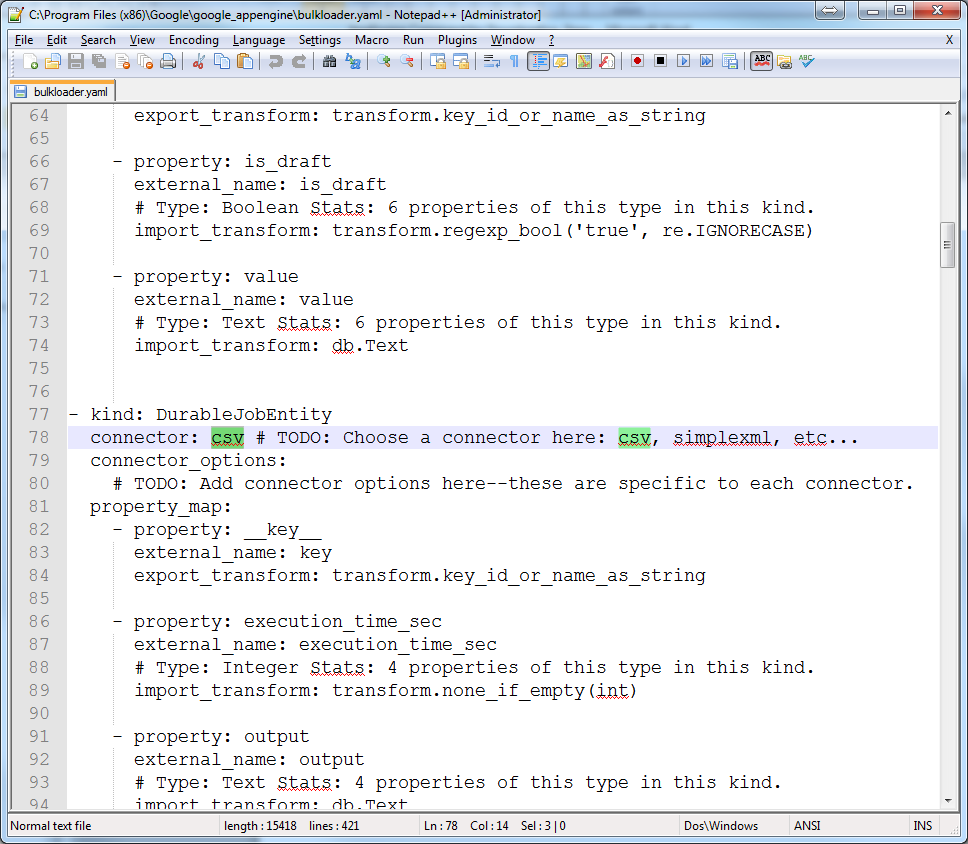 C:\Program Files (x86)\Google\google_appengine\bulkloader.yaml - Notepad++ [Administrator]
File Edit Search View Encoding Language Settings Macro Run Plugins Window ? X
ABC ABC
bulkloader.yaml
64 export_transform: transform.key_id_or_name_as_string
65
66 - property: is_draft
67 external_name: is_draft
68 # Type: Boolean Stats: 6 properties of this type in this kind.
69 import_transform: transform.regexp_bool('true', re.IGNORECASE)
70
71 - property: value
72 external_name: value
73 # Type: Text Stats: 6 properties of this type in this kind.
74 import_transform: db.Text
75
76
77 - kind: DurableJobEntity
78 connector: csv # TODO: Choose a connector here: csv, simplexml, etc...
79 connector_options:
80 # TODO: Add connector options here--these are specific to each connector.
81 property_map:
82 - property: __key__
83 external_name: key
84 export_transform: transform.key_id_or_name_as_string
85
86 - property: execution_time_sec
87 external_name: execution_time_sec
88 # Type: Integer Stats: 4 properties of this type in this kind.
89 import_transform: transform.none_if_empty(int)
90
91 - property: output
92 external_name: output
93 # Type: Text Stats: 4 properties of this type in this kind.
94 import_transform: db.Text
Normal text file length : 15418 lines : 421 Ln : 78 Col : 14 Sel : 3 | 0 Dos\Windows ANSI INS